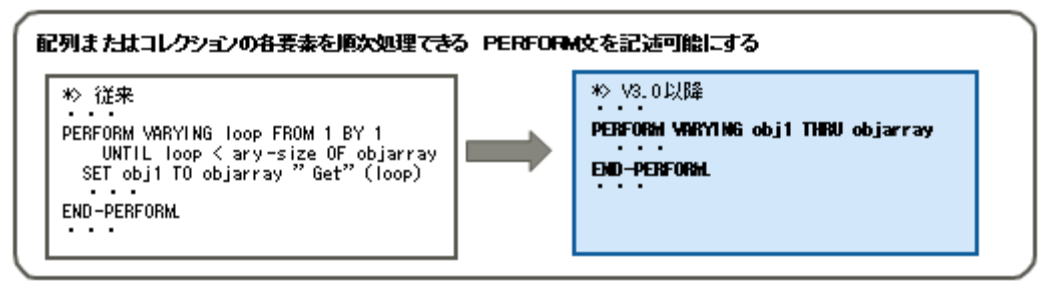 配列またはコレクションの各要素を順次処理できる PERFORM文を記述可能にする
*> 従来
・・・
PERFORM VARYING loop FROM 1 BY 1
UNTIL loop < ary-size OF objarray
SET obj1 TO objarray ”Get” (loop)
・・・
END-PERFORM.
・・・
*> V3.0以降
・・・
PERFORM VARYING obj1 THRU objarray
・・・
END-PERFORM.
・・・